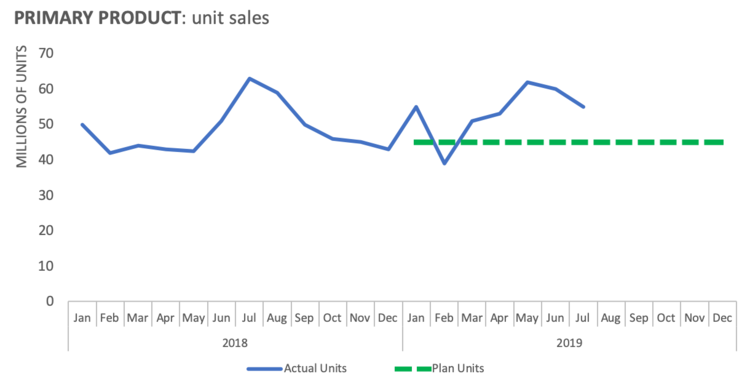 PRIMARY PRODUCT: unit sales
MILLIONS OF UNITS
70
60
50
40
30
20
10
0
Jan Feb Mar Apr May Jun Jul Aug Sep Oct Nov Dec Jan Feb Mar Apr May Jun Jul Aug Sep Oct Nov Dec
2018 2019
Actual Units Plan Units